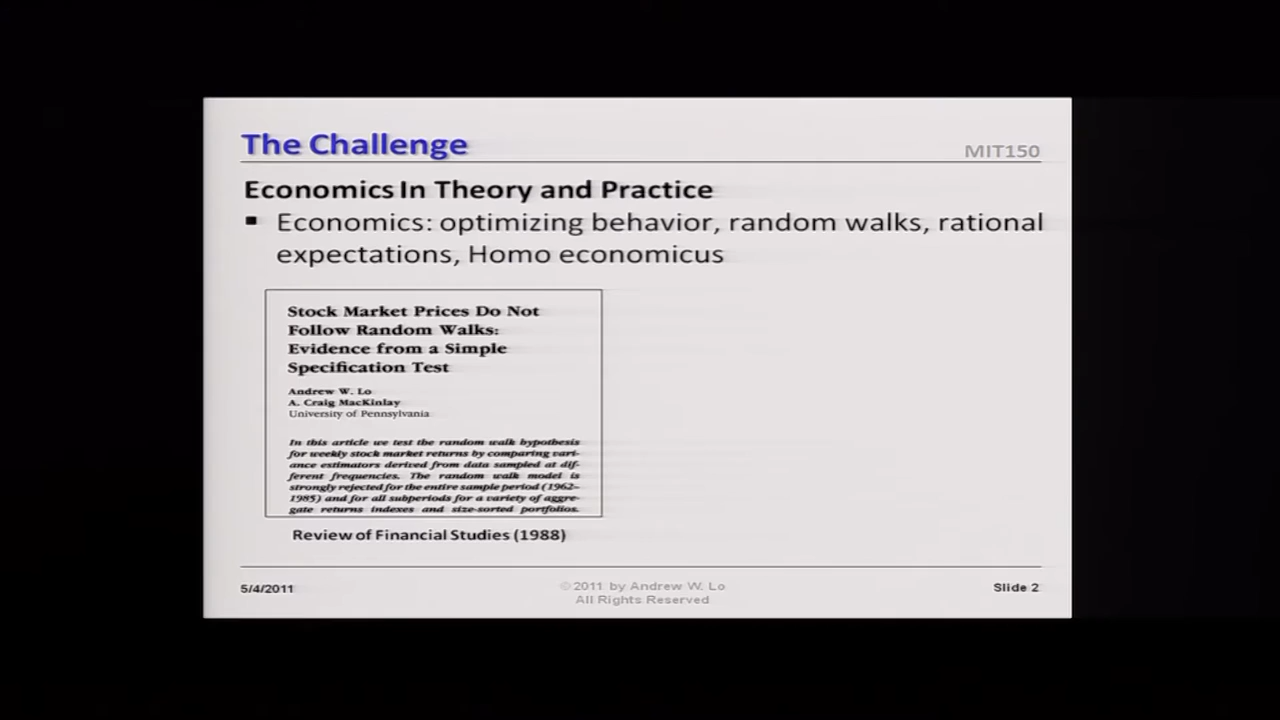 The Challenge
MIT150
Economics In Theory and Practice
▪ Economics: optimizing behavior, random walks, rational
expectations, Homo economicus
Stock Market Prices Do Not
Follow Random Walks:
Evidence from a Simple
Specification Test
Andrew W. Lo
A. Craig MacKinlay
University of Pennsylvania
In this article we test the random walk hypothesis
for weekly stock market returns by comparing vari-
ance estimators derived from data sampled at dif-
ferent frequencies. The random walk model is
strongly rejected for the entire sample period (1962–
1985) and for all subperiods for a variety of aggre-
gate returns indexes and size-sorted portfolios.
Review of Financial Studies (1988)
5/4/2011
©2011 by Andrew W. Lo
All Rights Reserved
Slide 2